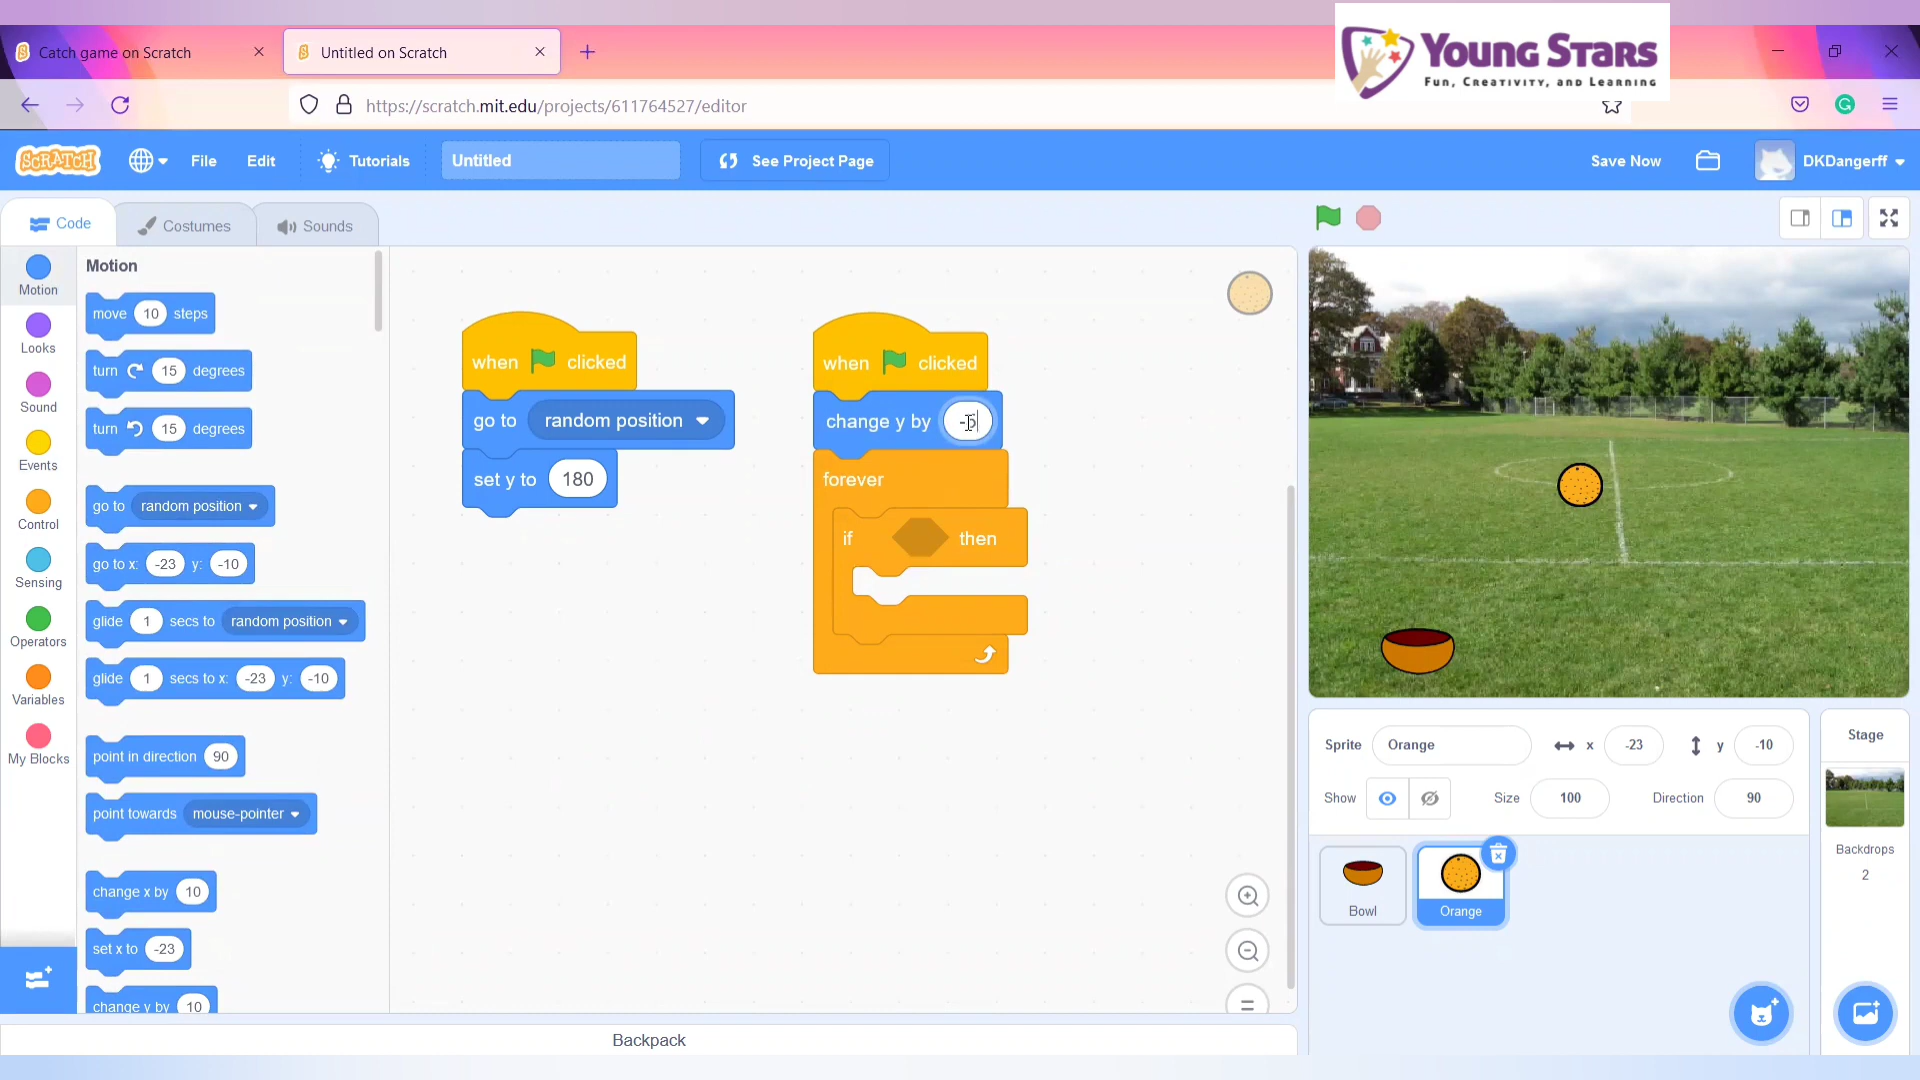 Catch game on Scratch
Untitled on Scratch
Young Stars
Fun, Creativity, and Learning
https://scratch.mit.edu/projects/611764527/editor
SCRATCH
File
Edit
Tutorials
Untitled
See Project Page
Save Now
DKDangerff
Code
Costumes
Sounds
Motion
Looks
Sound
Events
Control
Sensing
Operators
Variables
My Blocks
Motion
move 10 steps
turn 15 degrees
turn 15 degrees
go to random position
go to x: -23 y: -10
glide 1 secs to random position
glide 1 secs to x: -23 y: -10
point in direction 90
point towards mouse-pointer
change x by 10
set x to -23
change y by 10
when clicked
go to random position
set y to 180
when clicked
change y by -5
forever
if then
Sprite Orange x -23 y -10
Show Size 100 Direction 90
Bowl
Orange
Stage
Backdrops
2
Backpack